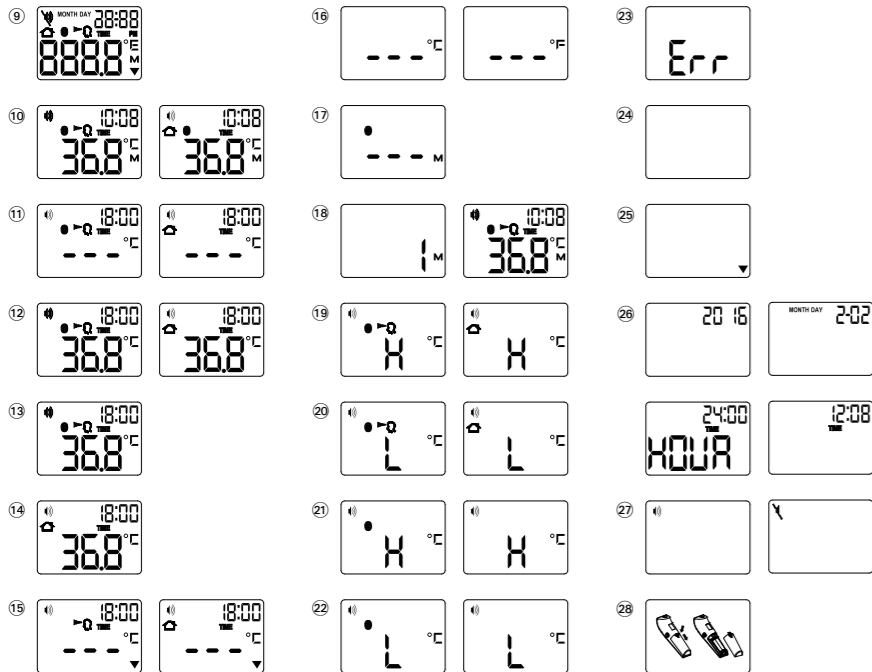 ⑨
MONTH DAY 88:88
TIME PM
888.8 °E
M
⑩
10:08
TIME
36.8 °C
M
10:08
TIME
36.8 °C
M
⑪
18:00
TIME
--- °C
18:00
TIME
--- °C
⑫
18:00
TIME
36.8 °C
18:00
TIME
36.8 °C
⑬
18:00
TIME
36.8 °C
⑭
18:00
TIME
36.8 °C
⑮
18:00
TIME
--- °C
18:00
TIME
--- °C
⑯
--- °C
--- °F
⑰
--- M
⑱
1 M
10:08
TIME
36.8 °C
M
⑲
H °C
H °C
⑳
L °C
L °C
㉑
H °C
H °C
㉒
L °C
L °C
㉓
Err
㉔
㉕
㉖
2016
MONTH DAY 2-02
24:00
TIME
HOUR
12:08
TIME
㉗
㉘